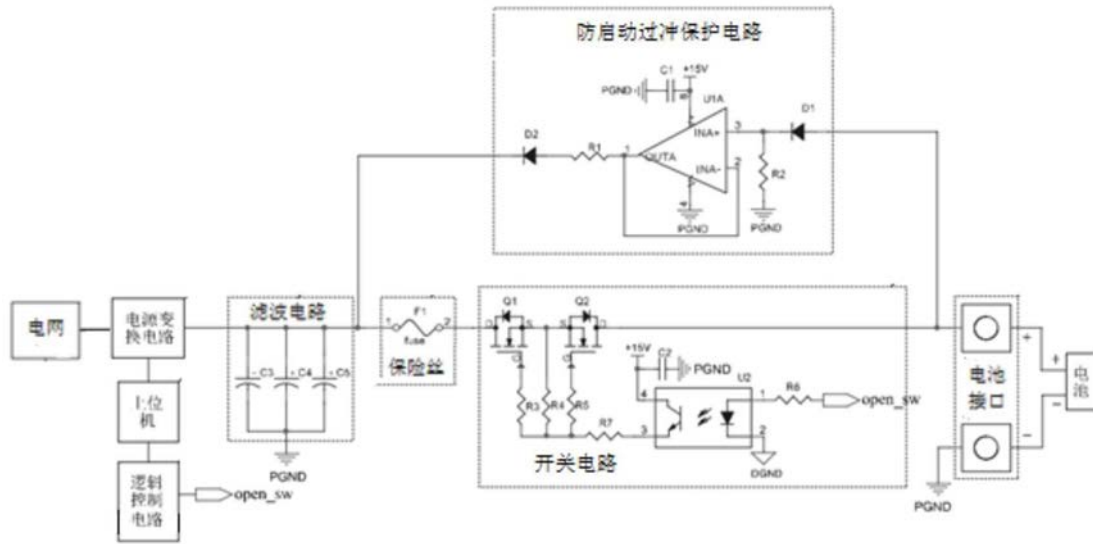 防启动过冲保护电路
+15V
C1
PGND
8
U1A
D1
INA+
3
D2
R1
1
OUTA
INA-
2
R2
4
PGND
PGND
电网
电源变
换电路
滤波电路
1
F1
2
fuse
保险丝
Q1
Q2
D
S
S
D
G
G
+15V
C2
PGND
U2
C3
C4
C5
R3
R4
R5
4
1
R6
open_sw
R7
3
2
DGND
开关电路
上位
机
PGND
逻辑
控制
电路
open_sw
+
电池
接口
−
+
电
池
−
PGND